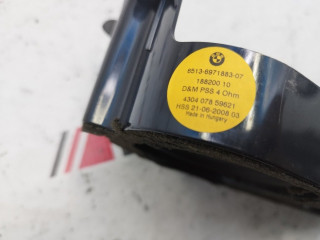 6513-6971883-07
188200 10
D&M PSS 4 Ohm
4304 078 59621
HSS 21-06-2008 03
Made in Hungary